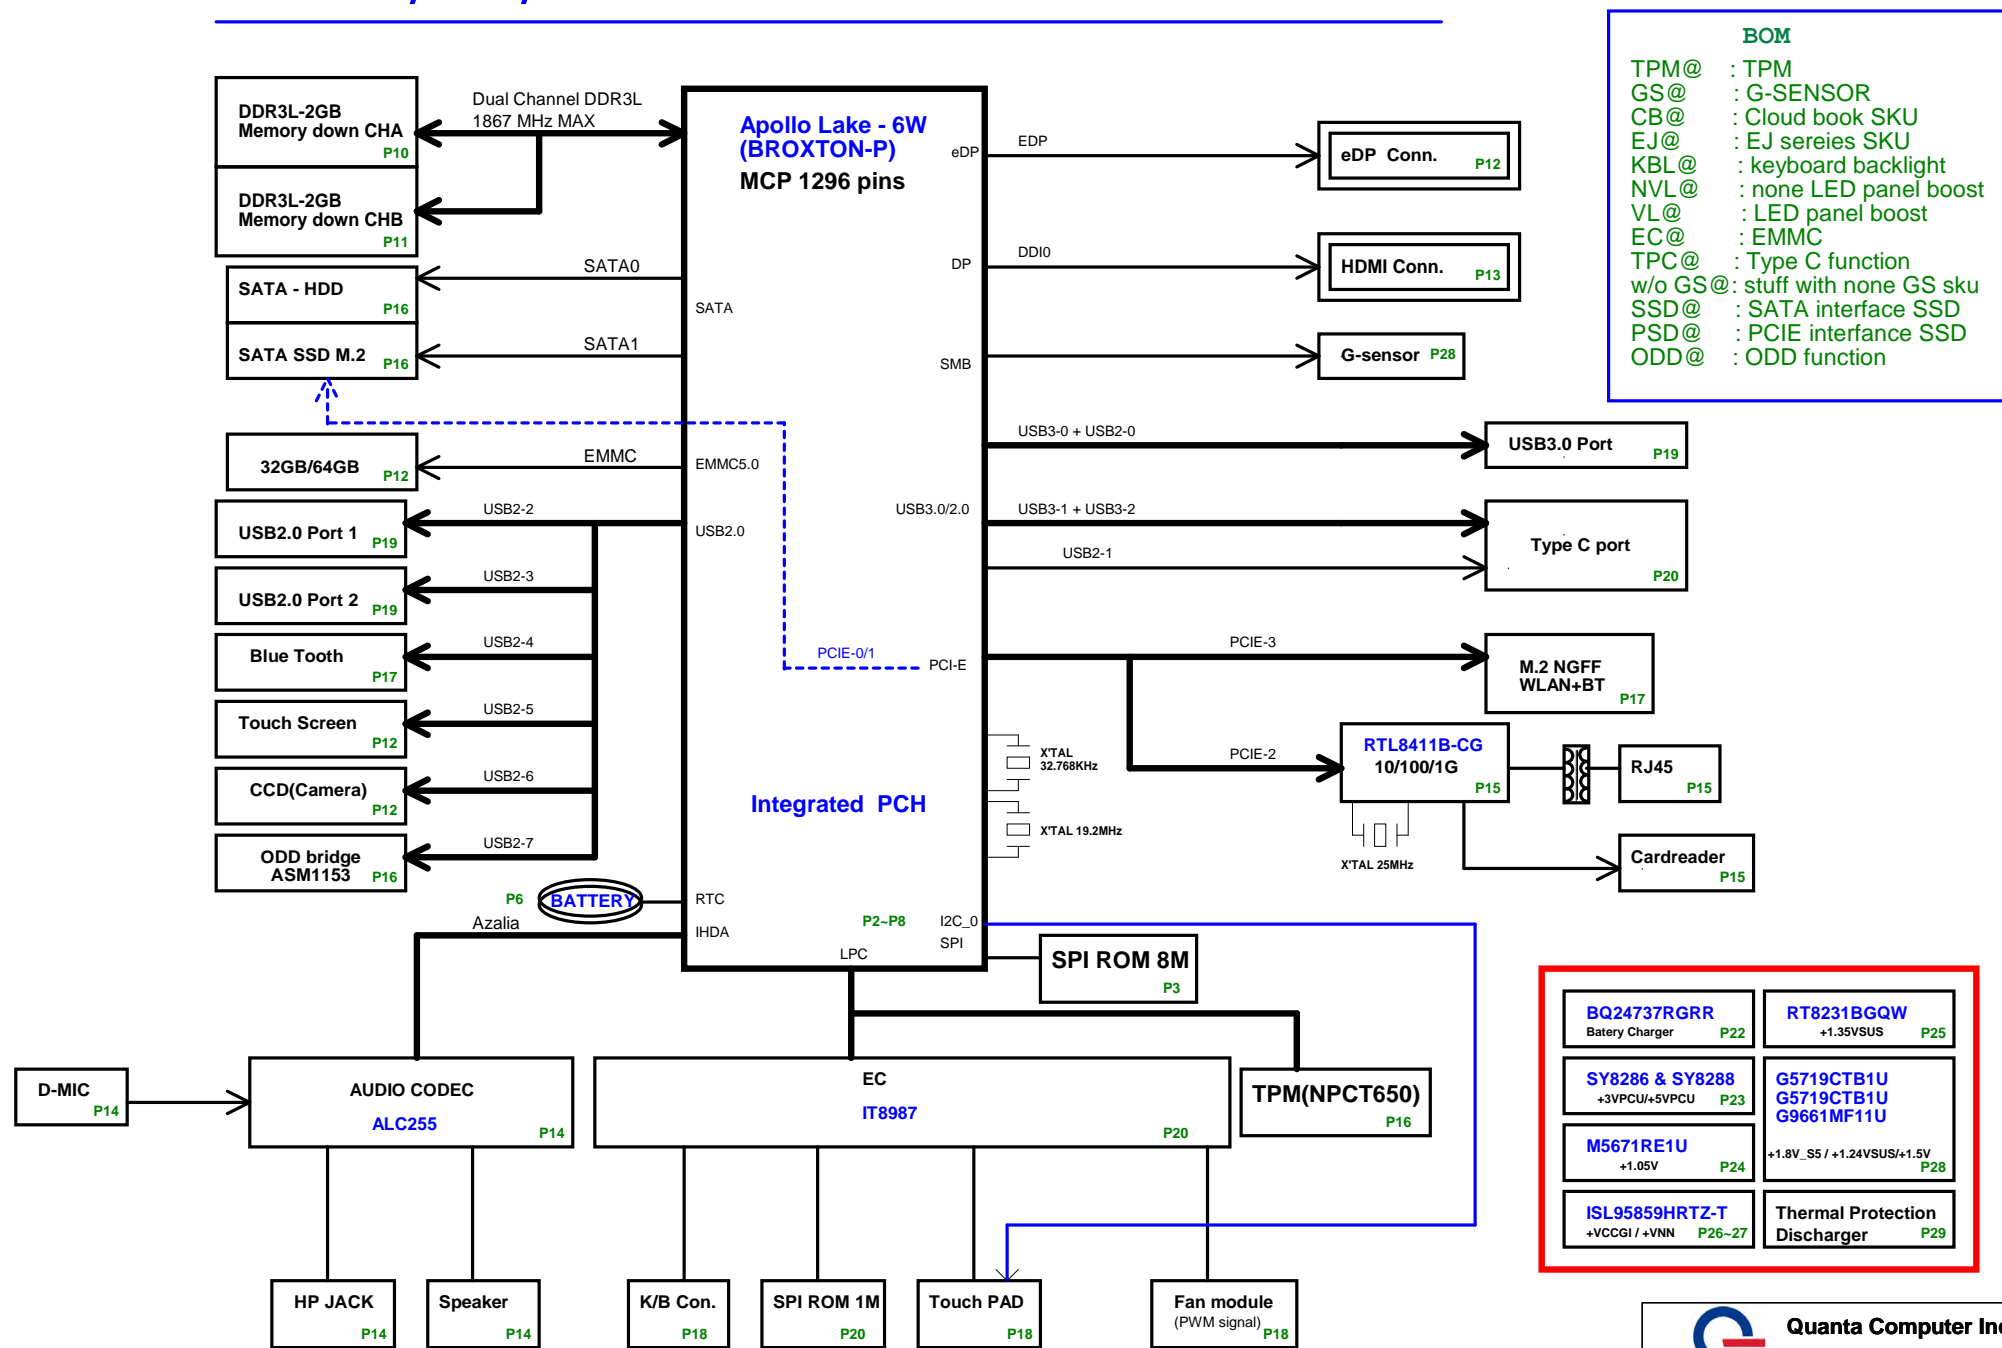 DDR3L-2GB
Memory down CHA
P10
DDR3L-2GB
Memory down CHB
P11
Dual Channel DDR3L
1867 MHz MAX
SATA - HDD
P16
SATA0
SATA SSD M.2
P16
SATA1
32GB/64GB
P12
EMMC
USB2.0 Port 1
P19
USB2-2
USB2.0 Port 2
P19
USB2-3
Blue Tooth
P17
USB2-4
Touch Screen
P12
USB2-5
CCD(Camera)
P12
USB2-6
ODD bridge
ASM1153
P16
USB2-7
P6
BATTERY
Azalia
Apollo Lake - 6W
(BROXTON-P)
MCP 1296 pins
eDP
DP
SATA
SMB
EMMC5.0
USB3.0/2.0
USB2.0
PCIE-0/1
PCI-E
Integrated PCH
RTC
IHDA
P2~P8
I2C_0
SPI
LPC
EDP
eDP Conn.
P12
DDI0
HDMI Conn.
P13
G-sensor
P28
USB3-0 + USB2-0
USB3.0 Port
P19
USB3-1 + USB3-2
USB2-1
Type C port
P20
PCIE-3
M.2 NGFF
WLAN+BT
P17
PCIE-2
RTL8411B-CG
10/100/1G
P15
RJ45
P15
Cardreader
P15
X'TAL
32.768KHz
X'TAL 19.2MHz
X'TAL 25MHz
SPI ROM 8M
P3
D-MIC
P14
AUDIO CODEC
ALC255
P14
EC
IT8987
P20
TPM(NPCT650)
P16
HP JACK
P14
Speaker
P14
K/B Con.
P18
SPI ROM 1M
P20
Touch PAD
P18
Fan module
(PWM signal)
P18
BOM
TPM@ : TPM
GS@ : G-SENSOR
CB@ : Cloud book SKU
EJ@ : EJ sereies SKU
KBL@ : keyboard backlight
NVL@ : none LED panel boost
VL@ : LED panel boost
EC@ : EMMC
TPC@ : Type C function
w/o GS@: stuff with none GS sku
SSD@ : SATA interface SSD
PSD@ : PCIE interfance SSD
ODD@ : ODD function
BQ24737RGRR
Batery Charger
P22
RT8231BGQW
+1.35VSUS
P25
SY8286 & SY8288
+3VPCU/+5VPCU
P23
G5719CTB1U
G5719CTB1U
G9661MF11U
+1.8V_S5 / +1.24VSUS/+1.5V
P28
M5671RE1U
+1.05V
P24
ISL95859HRTZ-T
+VCCGI / +VNN
P26~27
Thermal Protection
Discharger
P29
Quanta Computer Inc